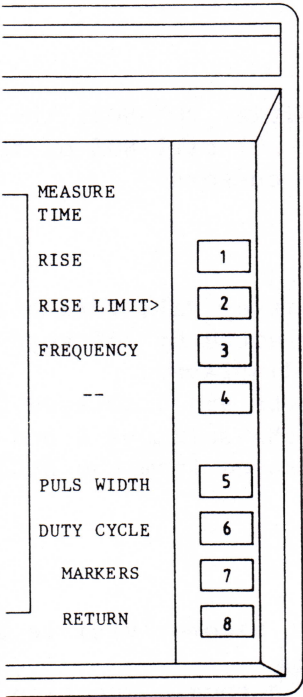 MEASURE
TIME
RISE 1
RISE LIMIT> 2
FREQUENCY 3
-- 4
PULS WIDTH 5
DUTY CYCLE 6
MARKERS 7
RETURN 8